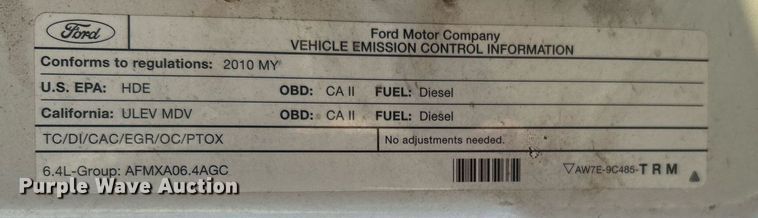 Ford
Ford Motor Company
VEHICLE EMISSION CONTROL INFORMATION
Conforms to regulations: 2010 MY
U.S. EPA: HDE OBD: CA II FUEL: Diesel
California: ULEV MDV OBD: CA II FUEL: Diesel
TC/DI/CAC/EGR/OC/PTOX No adjustments needed.
6.4L-Group: AFMXA06.4AGC ▽AW7E-9C485-TRM
Purple Wave Auction